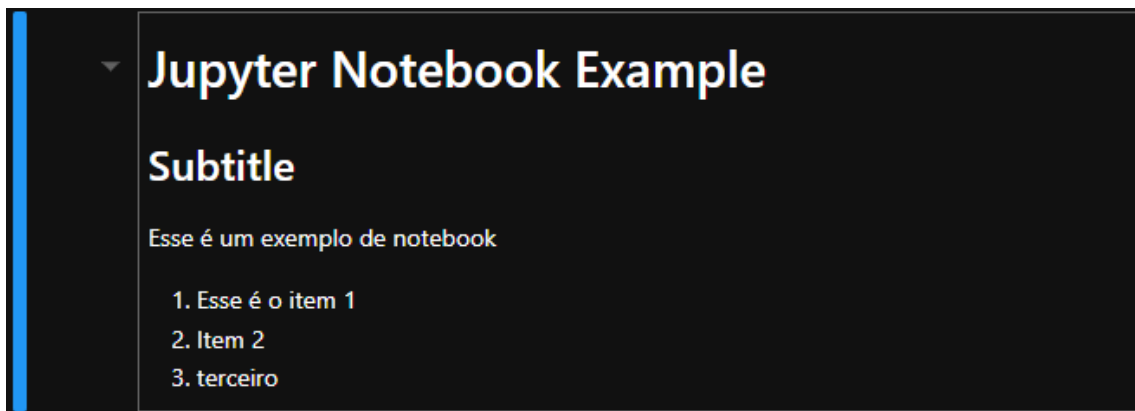 Jupyter Notebook Example
Subtitle
Esse é um exemplo de notebook
1. Esse é o item 1
2. Item 2
3. terceiro